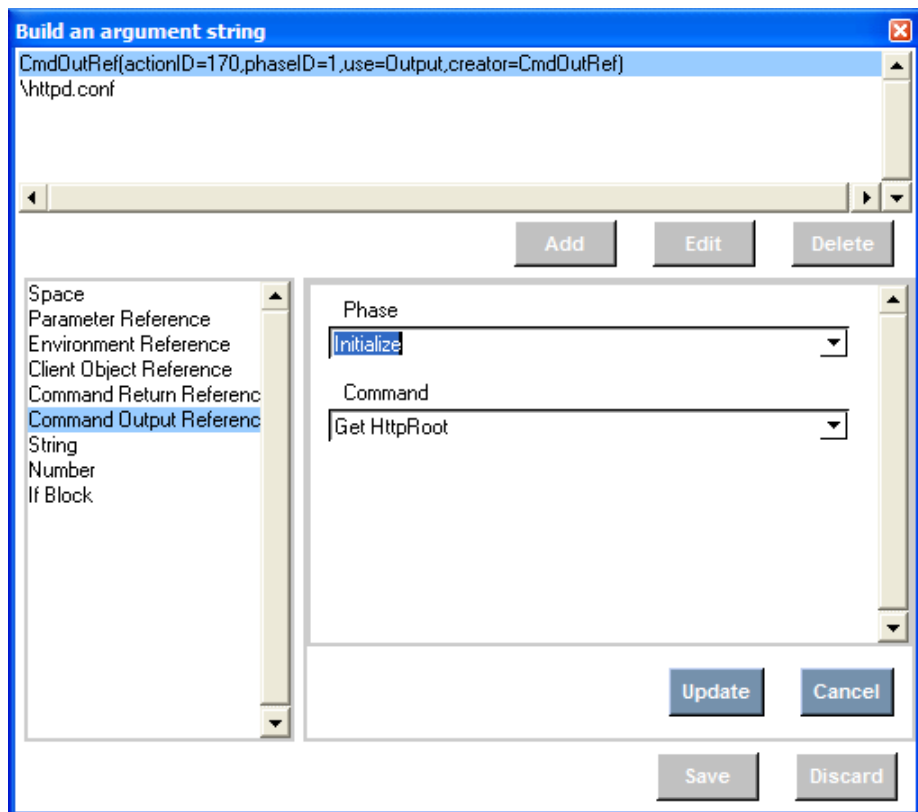 Build an argument string
CmdOutRef(actionID=170,phaseID=1,use=Output,creator=CmdOutRef)
\httpd.conf
Add Edit Delete
Space
Parameter Reference
Environment Reference
Client Object Reference
Command Return Referenc
Command Output Referenc
String
Number
If Block
Phase
Initialize
Command
Get HttpRoot
Update Cancel
Save Discard